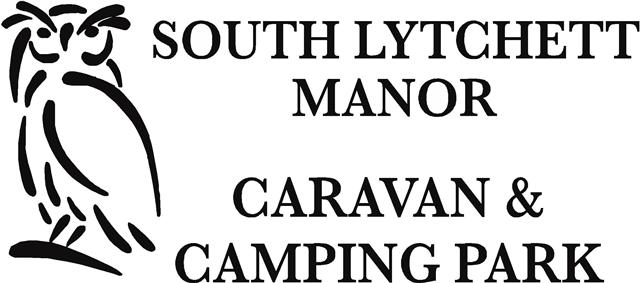 SOUTH LYTCHETT
MANOR
CARAVAN &
CAMPING PARK